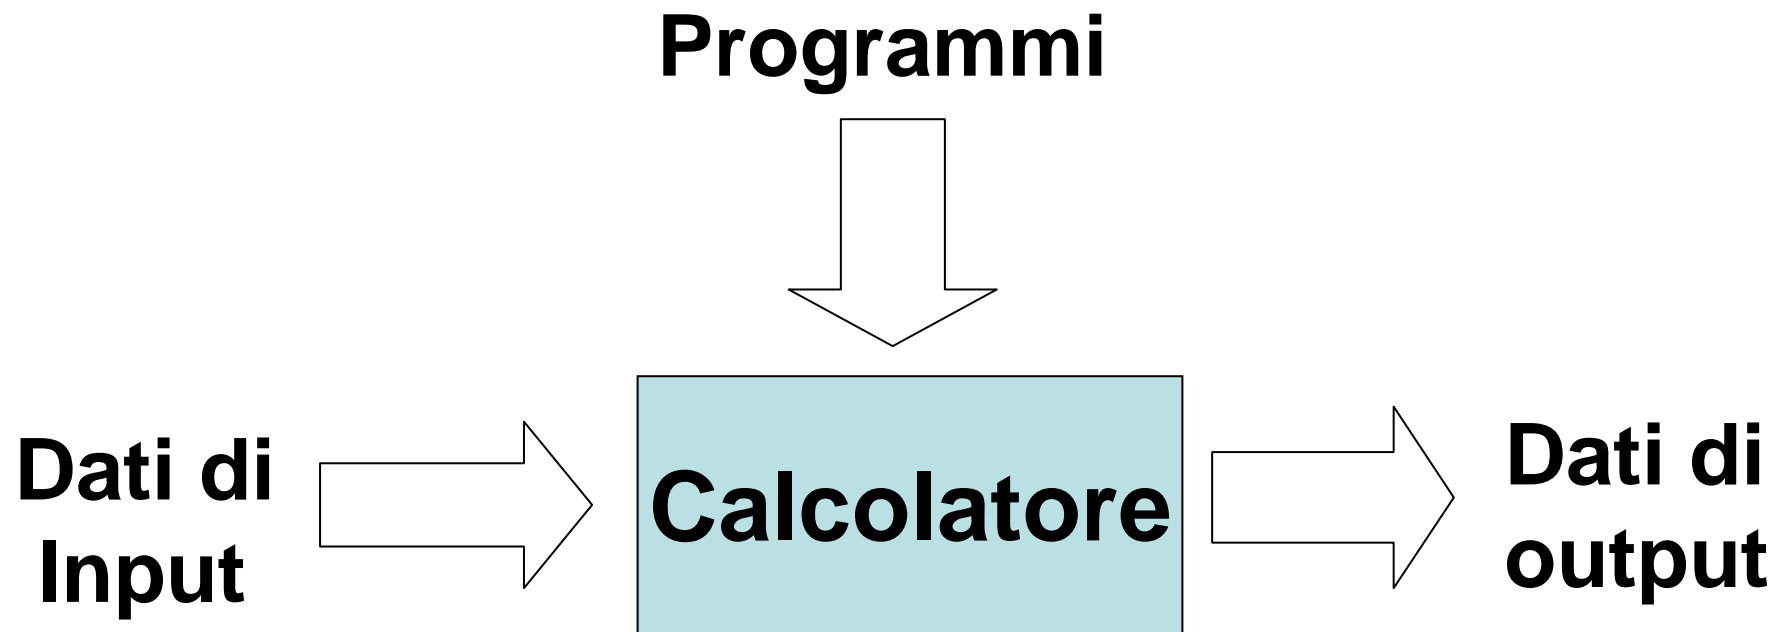 Programmi
Dati di
Input
Calcolatore
Dati di
output